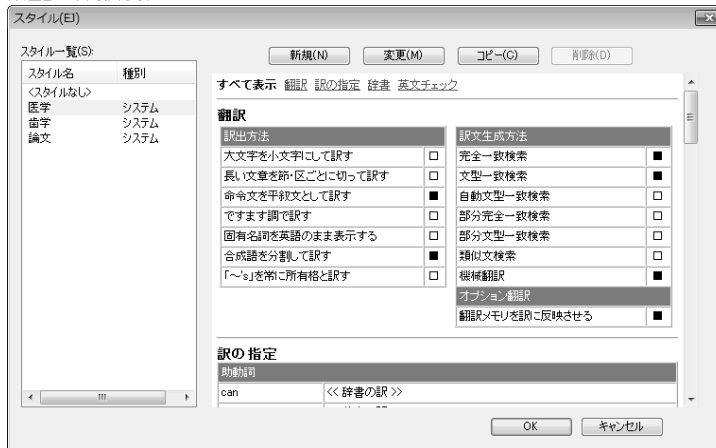 スタイル(EJ)
スタイル一覧(S):
新規(N) 変更(M) コピー(C) 削除(D)
スタイル名 種別
<スタイルなし>
医学 システム
歯学 システム
論文 システム
すべて表示 翻訳 訳の指定 辞書 英文チェック
翻訳
訳出方法
大文字を小文字にして訳す □
長い文章を節・区ごとに切って訳す □
命令文を平叙文として訳す ■
ですます調で訳す □
固有名詞を英語のまま表示する □
合成語を分割して訳す ■
「~'s」を常に所有格と訳す □
訳文生成方法
完全一致検索 ■
文型一致検索 ■
自動文型一致検索 □
部分完全一致検索 □
部分文型一致検索 □
類似文検索 □
機械翻訳 ■
オプション翻訳
翻訳メモリを訳に反映させる ■
訳の指定
助動詞
can << 辞書の訳 >>
OK キャンセル